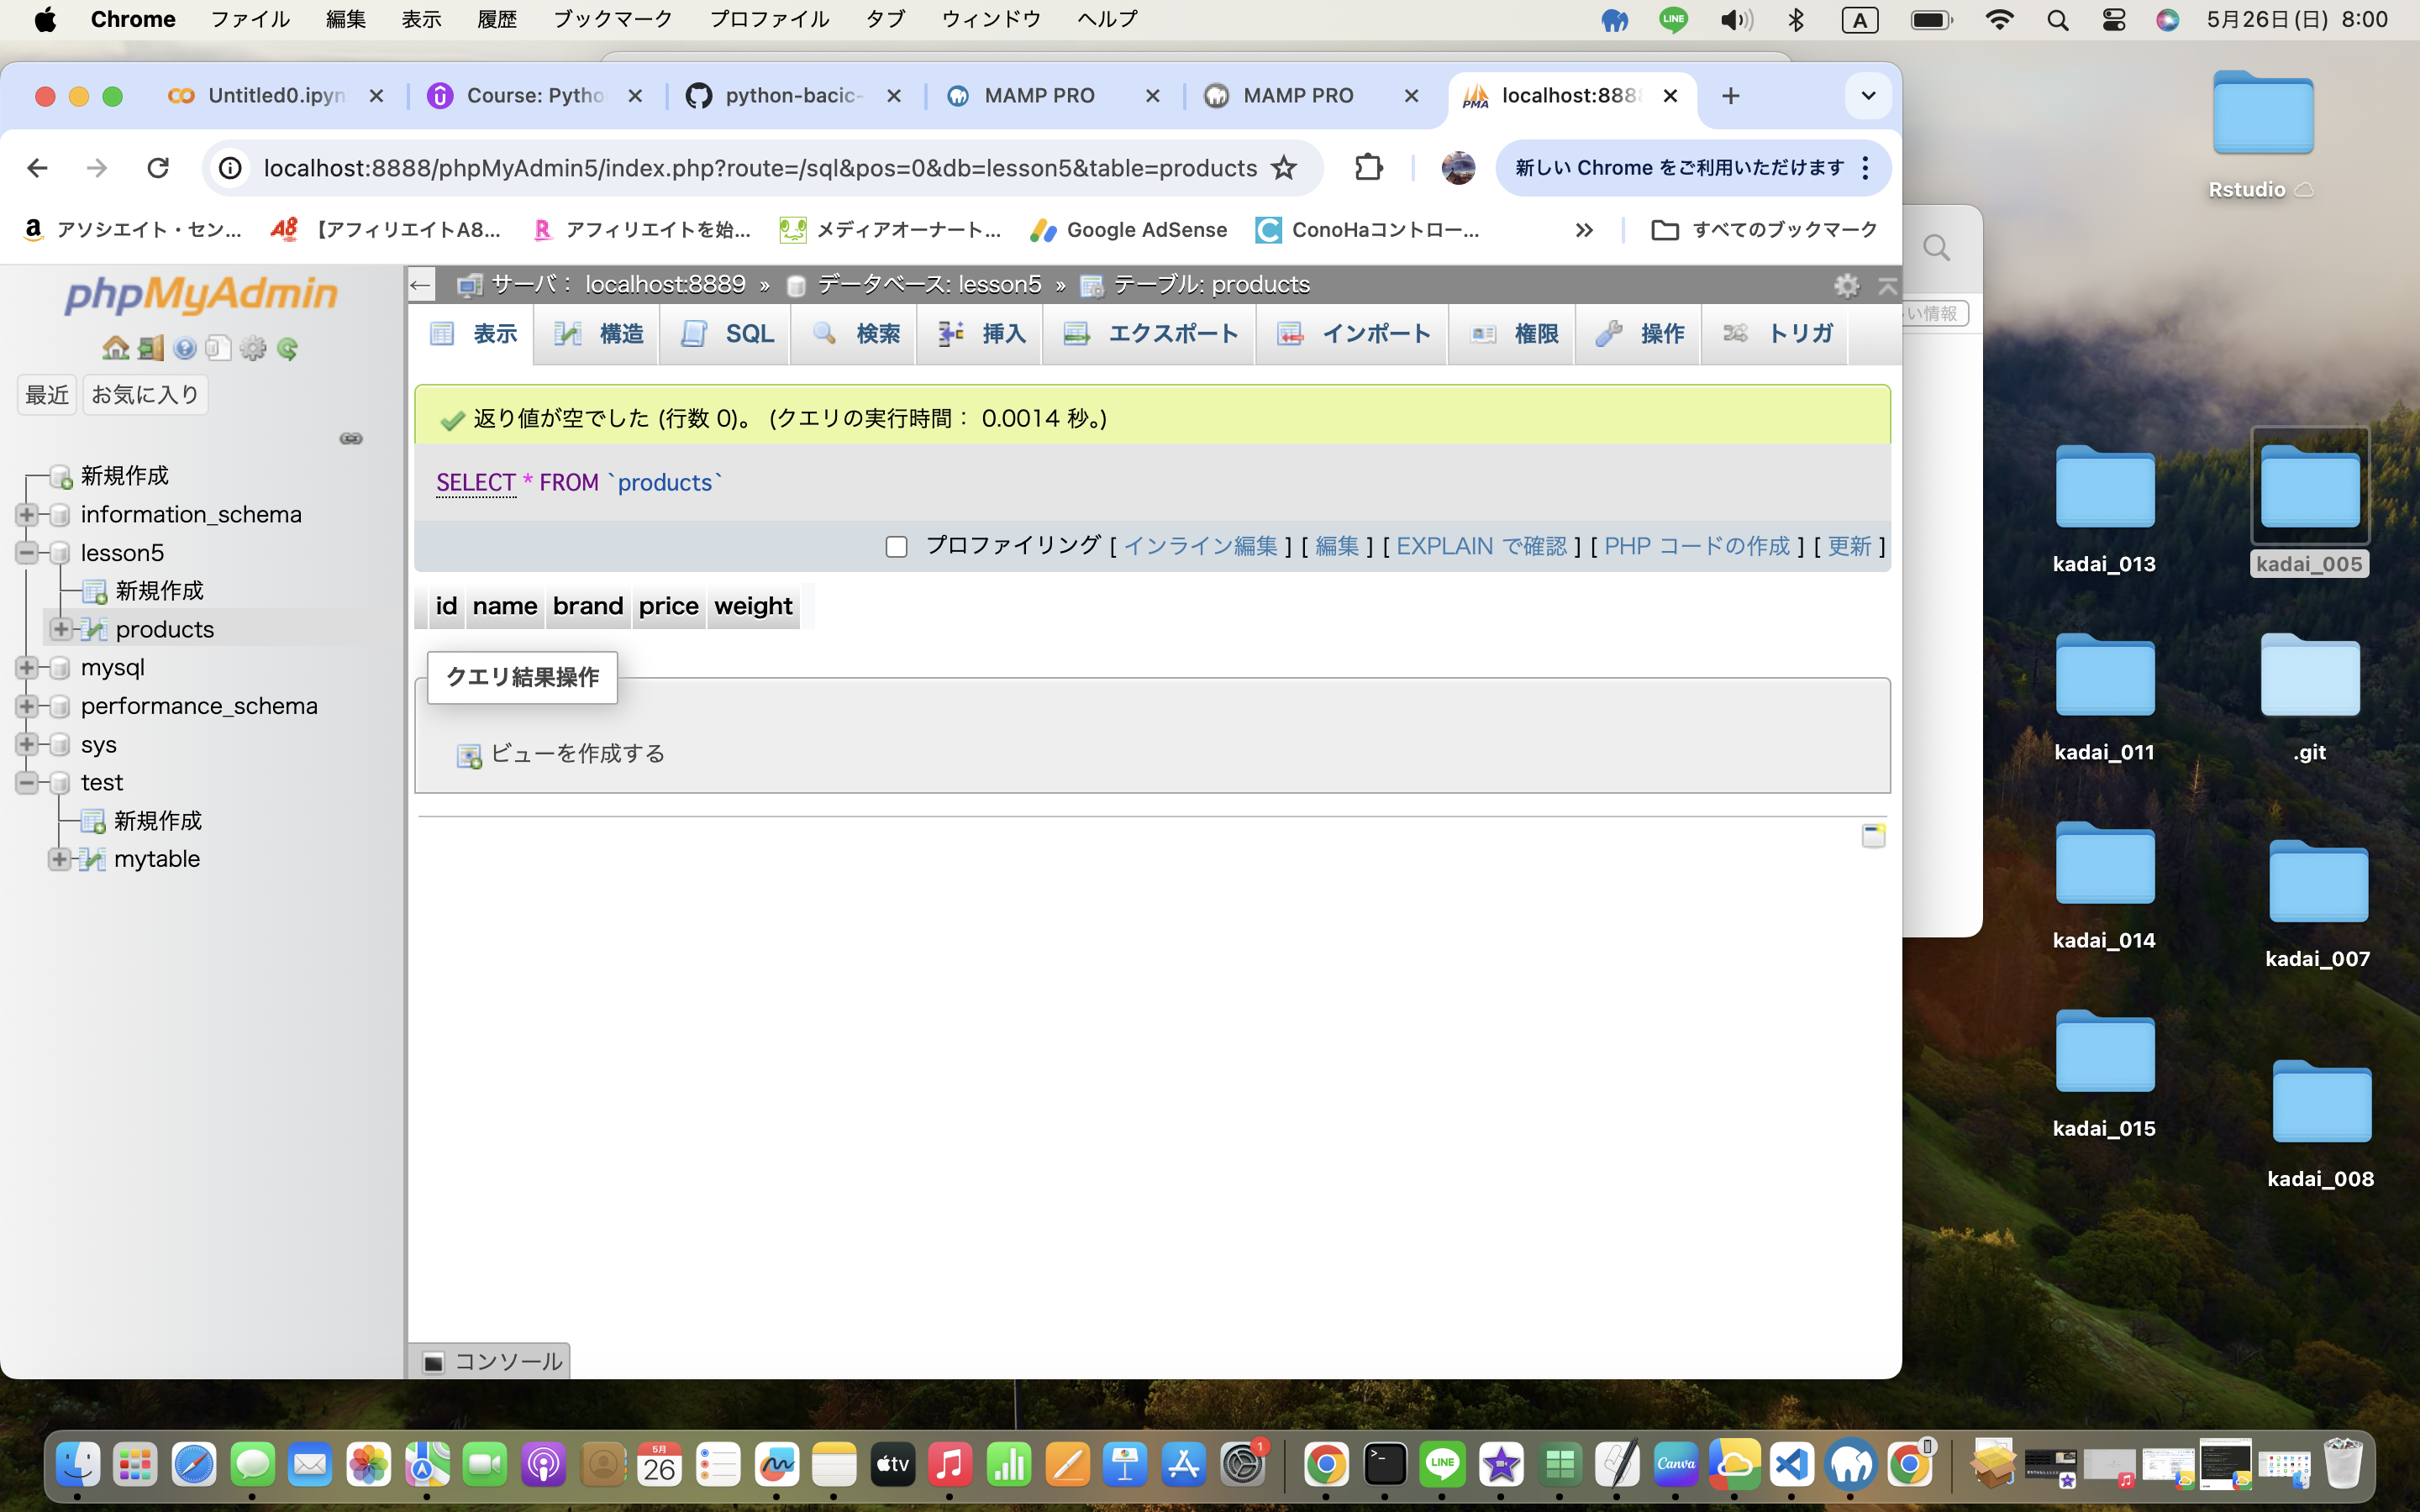 Chrome ファイル 編集 表示 履歴 ブックマーク プロファイル タブ ウィンドウ ヘルプ LINE A 5月26日(日) 8:00
Untitled0.ipyn
Course: Pytho
python-bacic-
MAMP PRO
MAMP PRO
PMA localhost:888
localhost:8888/phpMyAdmin5/index.php?route=/sql&pos=0&db=lesson5&table=products
新しい Chrome をご利用いただけます
a アソシエイト・セン...
A8 【アフィリエイトA8...
R アフィリエイトを始...
メディアオーナート...
Google AdSense
C ConoHaコントロー...
»
すべてのブックマーク
phpMyAdmin
最近 お気に入り
新規作成
information_schema
lesson5
新規作成
products
mysql
performance_schema
sys
test
新規作成
mytable
サーバ: localhost:8889 » データベース: lesson5 » テーブル: products
表示 構造 SQL 検索 挿入 エクスポート インポート 権限 操作 トリガ
返り値が空でした (行数 0)。 (クエリの実行時間: 0.0014 秒。)
SELECT * FROM `products`
プロファイリング [ インライン編集 ] [ 編集 ] [ EXPLAIN で確認 ] [ PHP コードの作成 ] [ 更新 ]
id name brand price weight
クエリ結果操作
ビューを作成する
コンソール
い情報
Rstudio
kadai_013
kadai_005
kadai_011
.git
kadai_014
kadai_007
kadai_015
kadai_008
5月
26
tv
1
>_
LINE
Canva